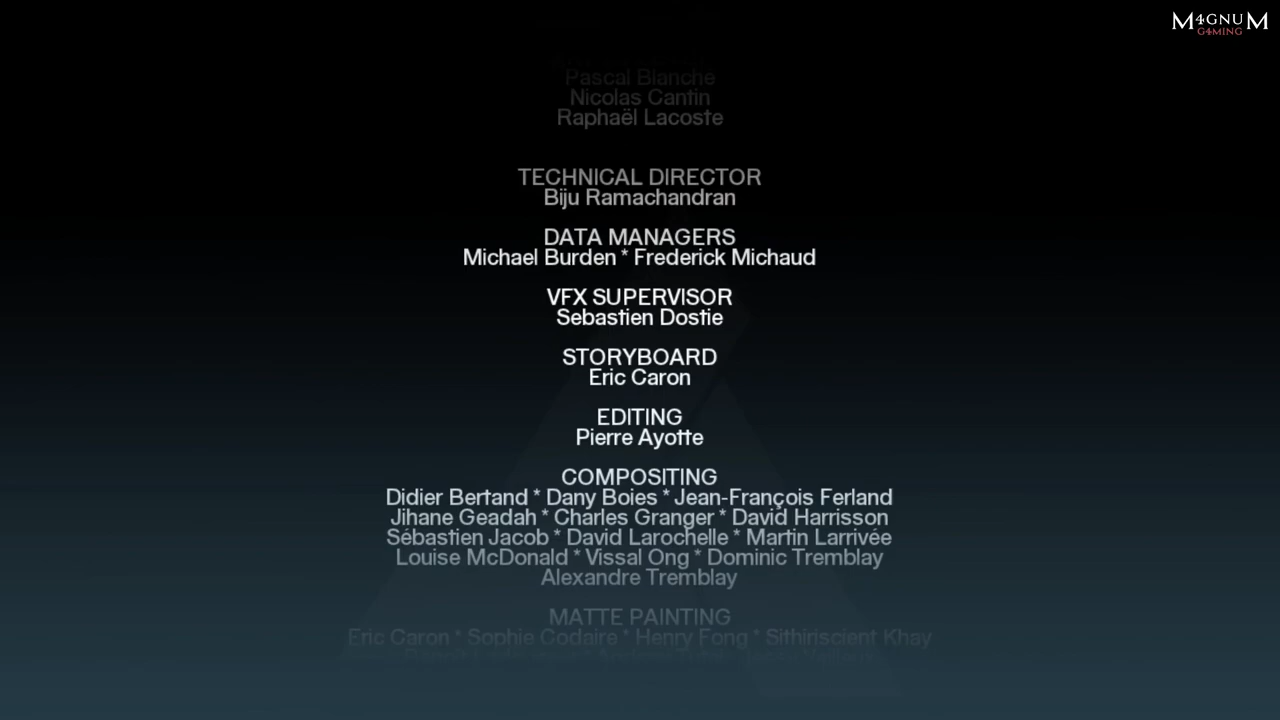 M4GNUM
G4MING
Pascal Blanche
Nicolas Cantin
Raphaël Lacoste
TECHNICAL DIRECTOR
Biju Ramachandran
DATA MANAGERS
Michael Burden * Frederick Michaud
VFX SUPERVISOR
Sebastien Dostie
STORYBOARD
Eric Caron
EDITING
Pierre Ayotte
COMPOSITING
Didier Bertand * Dany Boies * Jean-François Ferland
Jihane Geadah * Charles Granger * David Harrisson
Sébastien Jacob * David Larochelle * Martin Larrivée
Louise McDonald * Vissal Ong * Dominic Tremblay
Alexandre Tremblay
MATTE PAINTING
Eric Caron * Sophie Codaire * Henry Fong * Sithiriscient Khay